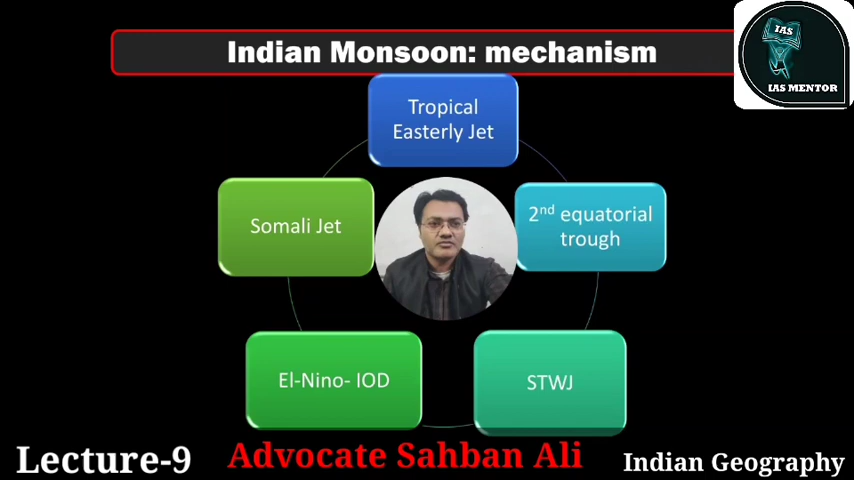 Indian Monsoon: mechanism
IAS
IAS MENTOR
Tropical
Easterly Jet
Somali Jet
2nd equatorial
trough
El-Nino- IOD
STWJ
Lecture-9
Advocate Sahban Ali
Indian Geography